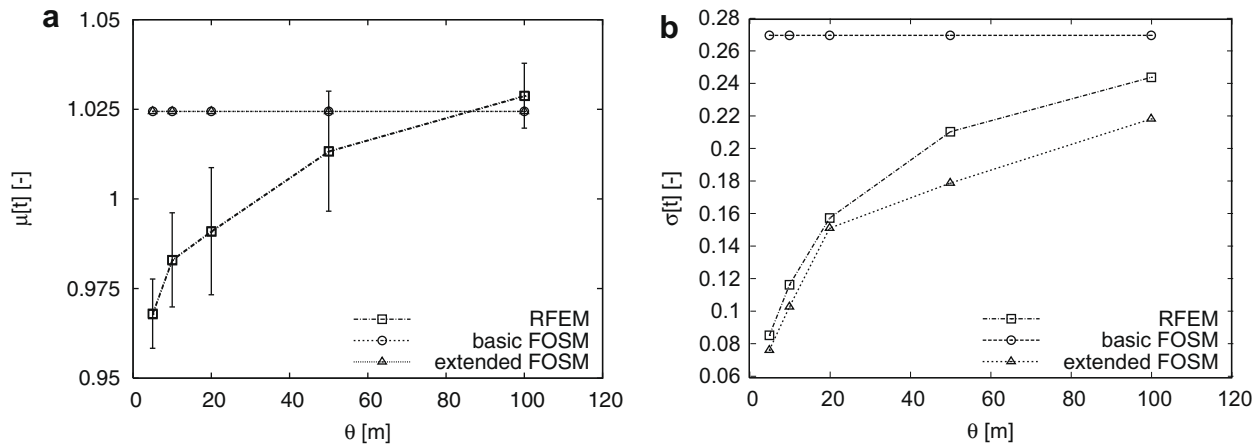 a
1.05
1.025
1
0.975
0.95
μ[t] [-]
RFEM
basic FOSM
extended FOSM
0 20 40 60 80 100 120
θ [m]
b
0.28
0.26
0.24
0.22
0.2
0.18
0.16
0.14
0.12
0.1
0.08
0.06
σ[t] [-]
RFEM
basic FOSM
extended FOSM
0 20 40 60 80 100 120
θ [m]